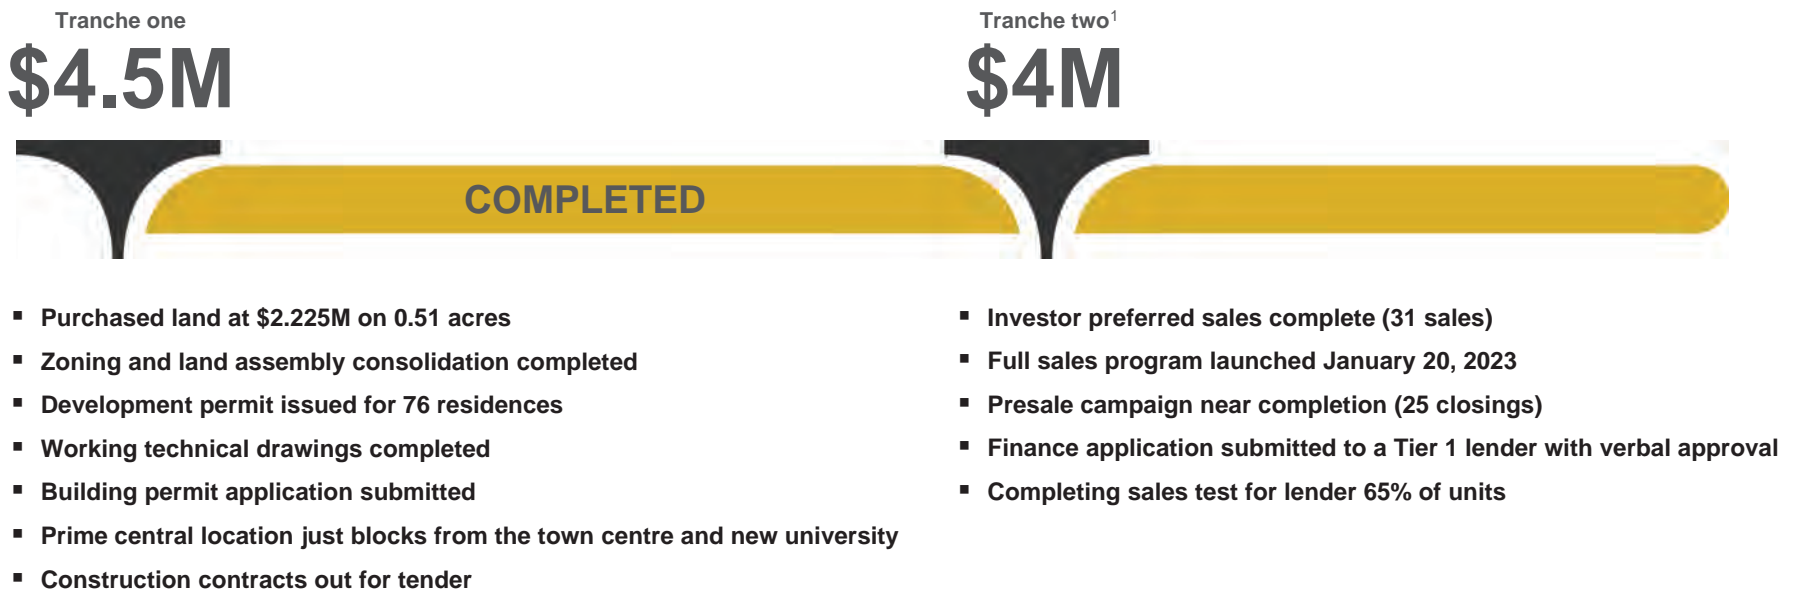 Tranche one
$4.5M
Tranche two¹
$4M
COMPLETED
▪ Purchased land at $2.225M on 0.51 acres
▪ Zoning and land assembly consolidation completed
▪ Development permit issued for 76 residences
▪ Working technical drawings completed
▪ Building permit application submitted
▪ Prime central location just blocks from the town centre and new university
▪ Construction contracts out for tender
▪ Investor preferred sales complete (31 sales)
▪ Full sales program launched January 20, 2023
▪ Presale campaign near completion (25 closings)
▪ Finance application submitted to a Tier 1 lender with verbal approval
▪ Completing sales test for lender 65% of units